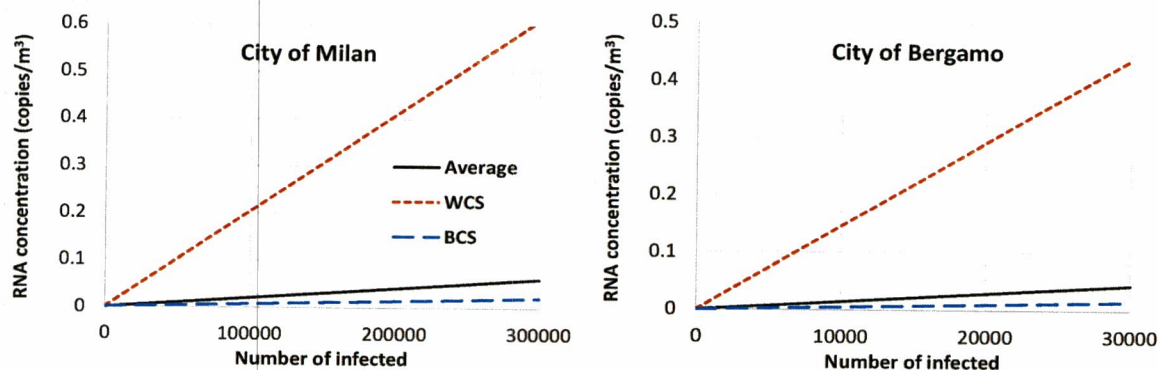 RNA concentration (copies/m³)
0.6
0.5
0.4
0.3
0.2
0.1
0
City of Milan
Average
WCS
BCS
0 100000 200000 300000
Number of infected
RNA concentration (copies/m³)
0.5
0.4
0.3
0.2
0.1
0
City of Bergamo
0 10000 20000 30000
Number of infected